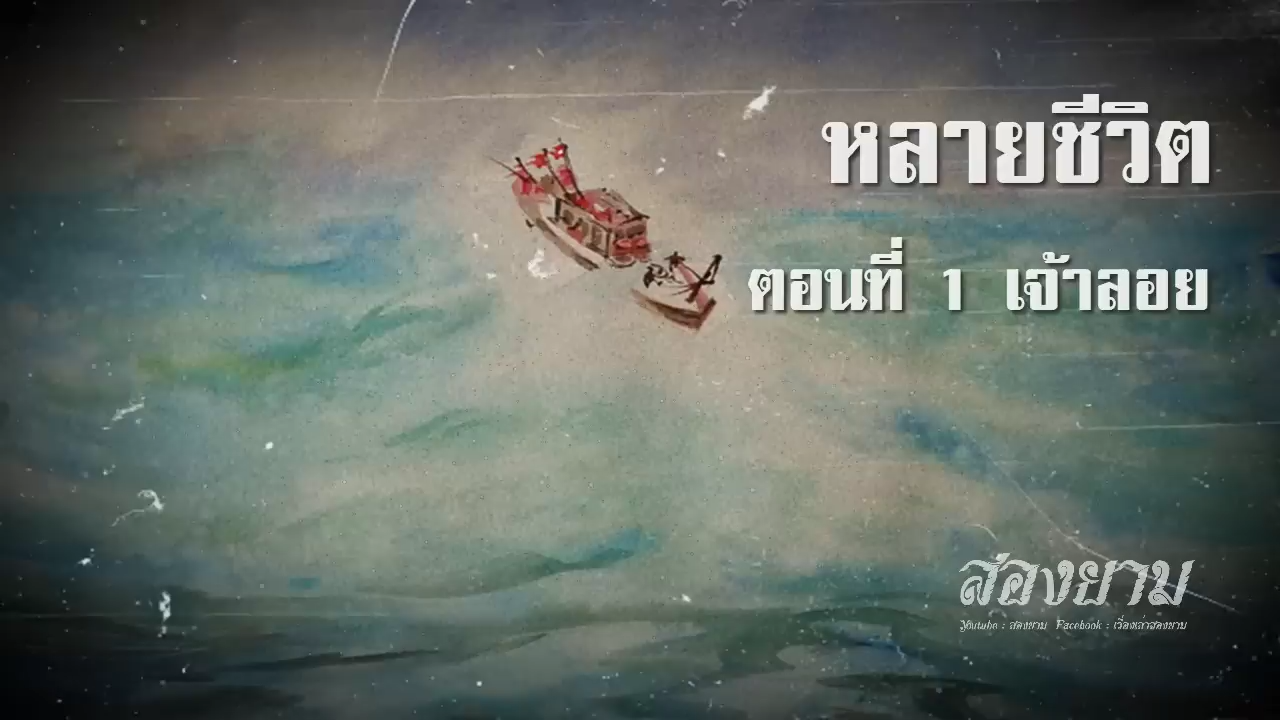 หลายชีวิต
ตอนที่ 1 เจ้าลอย
ส่องยาม
Youtube : สองยาม Facebook : เรื่องเล่าสองยาม